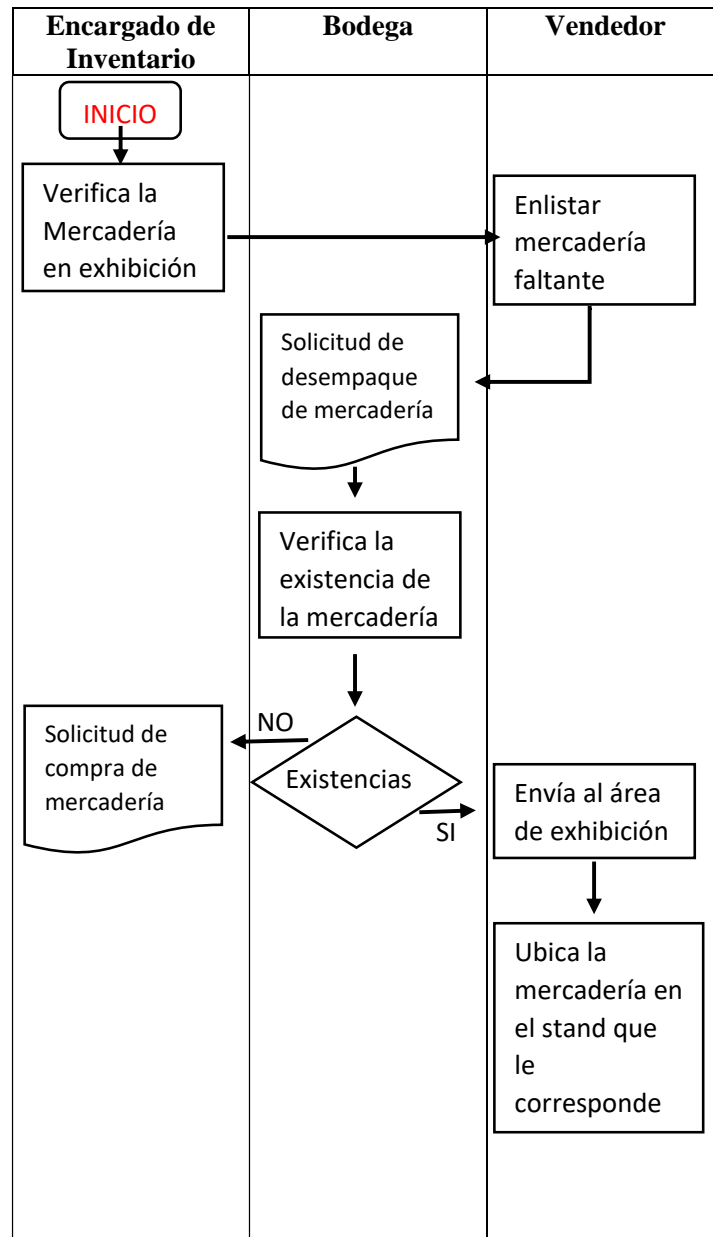 Encargado de
Inventario
Bodega
Vendedor
INICIO
Verifica la
Mercadería
en exhibición
Enlistar
mercadería
faltante
Solicitud de
desempaque
de mercadería
Verifica la
existencia de
la mercadería
Existencias
NO
SI
Solicitud de
compra de
mercadería
Envía al área
de exhibición
Ubica la
mercadería en
el stand que
le
corresponde